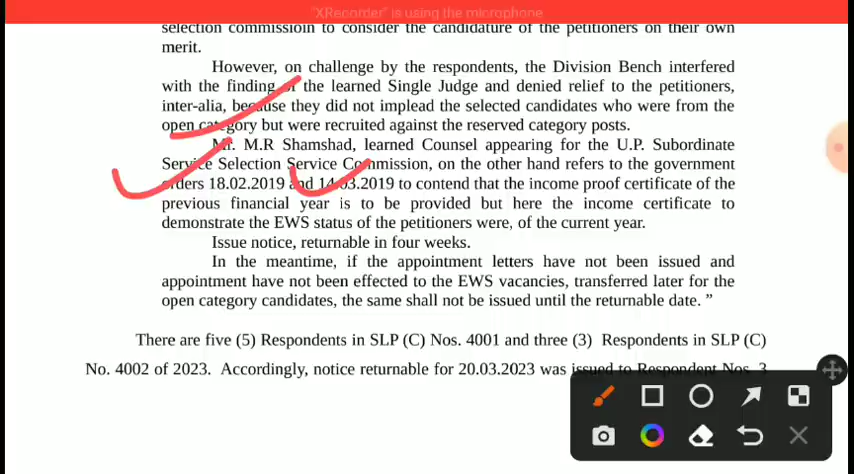 "XRecorder" is using the microphone
selection commissioin to consider the candidature of the petitioners on their own
merit.
However, on challenge by the respondents, the Division Bench interfered
with the finding of the learned Single Judge and denied relief to the petitioners,
inter-alia, because they did not implead the selected candidates who were from the
open category but were recruited against the reserved category posts.
Mr. M.R Shamshad, learned Counsel appearing for the U.P. Subordinate
Service Selection Service Commission, on the other hand refers to the government
orders 18.02.2019 and 14.03.2019 to contend that the income proof certificate of the
previous financial year is to be provided but here the income certificate to
demonstrate the EWS status of the petitioners were, of the current year.
Issue notice, returnable in four weeks.
In the meantime, if the appointment letters have not been issued and
appointment have not been effected to the EWS vacancies, transferred later for the
open category candidates, the same shall not be issued until the returnable date. ”
There are five (5) Respondents in SLP (C) Nos. 4001 and three (3) Respondents in SLP (C)
No. 4002 of 2023. Accordingly, notice returnable for 20.03.2023 was issued to Respondent Nos. 3